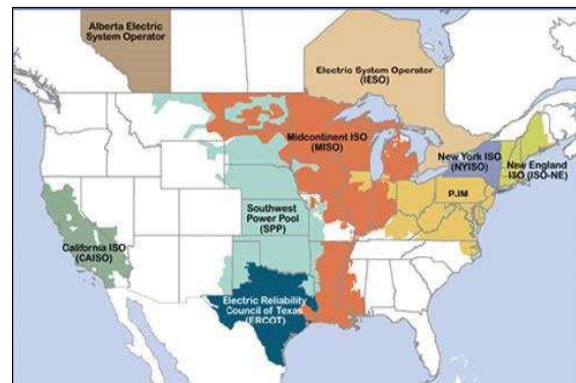 Alberta Electric
System Operator
Electric System Operator
(IESO)
Midcontinent ISO
(MISO)
New York ISO
(NYISO)
New England
ISO (ISO-NE)
PJM
Southwest
Power Pool
(SPP)
California ISO
(CAISO)
Electric Reliability
Council of Texas
(ERCOT)